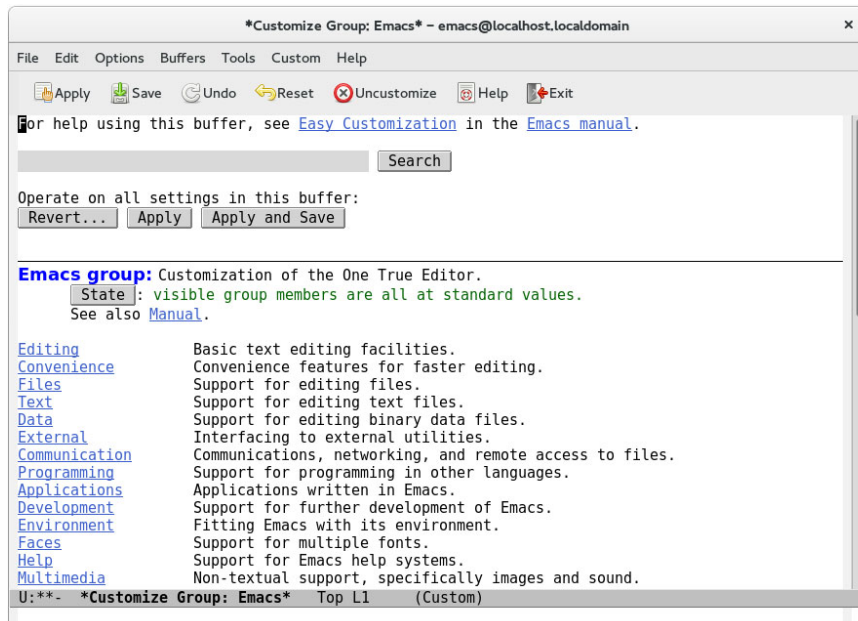 *Customize Group: Emacs* – emacs@localhost.localdomain ×
File Edit Options Buffers Tools Custom Help
Apply Save Undo Reset Uncustomize Help Exit
For help using this buffer, see Easy Customization in the Emacs manual.
Search
Operate on all settings in this buffer:
Revert... Apply Apply and Save
Emacs group: Customization of the One True Editor.
State : visible group members are all at standard values.
See also Manual.
Editing Basic text editing facilities.
Convenience Convenience features for faster editing.
Files Support for editing files.
Text Support for editing text files.
Data Support for editing binary data files.
External Interfacing to external utilities.
Communication Communications, networking, and remote access to files.
Programming Support for programming in other languages.
Applications Applications written in Emacs.
Development Support for further development of Emacs.
Environment Fitting Emacs with its environment.
Faces Support for multiple fonts.
Help Support for Emacs help systems.
Multimedia Non-textual support, specifically images and sound.
U:**- *Customize Group: Emacs* Top L1 (Custom)